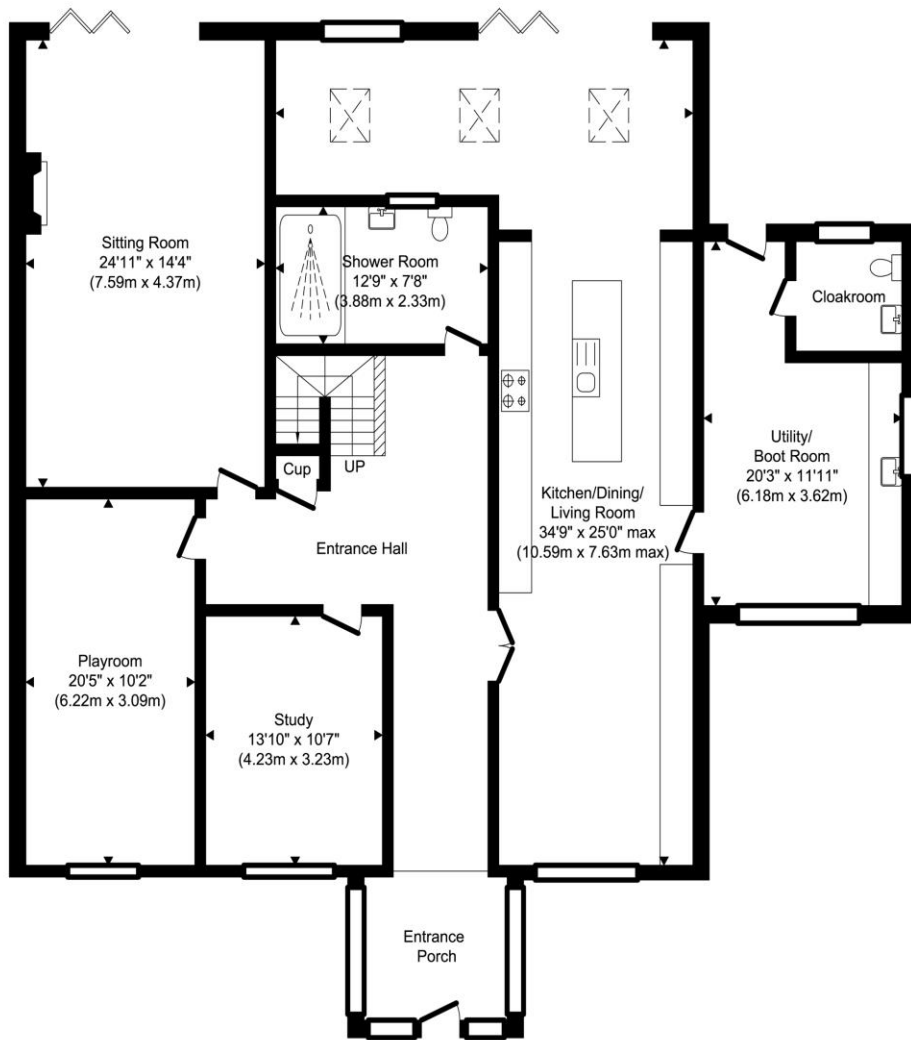 Sitting Room
24'11" x 14'4"
(7.59m x 4.37m)
Shower Room
12'9" x 7'8"
(3.88m x 2.33m)
Cloakroom
Cup
UP
Utility/
Boot Room
20'3" x 11'11"
(6.18m x 3.62m)
Kitchen/Dining/
Living Room
34'9" x 25'0" max
(10.59m x 7.63m max)
Entrance Hall
Playroom
20'5" x 10'2"
(6.22m x 3.09m)
Study
13'10" x 10'7"
(4.23m x 3.23m)
Entrance
Porch